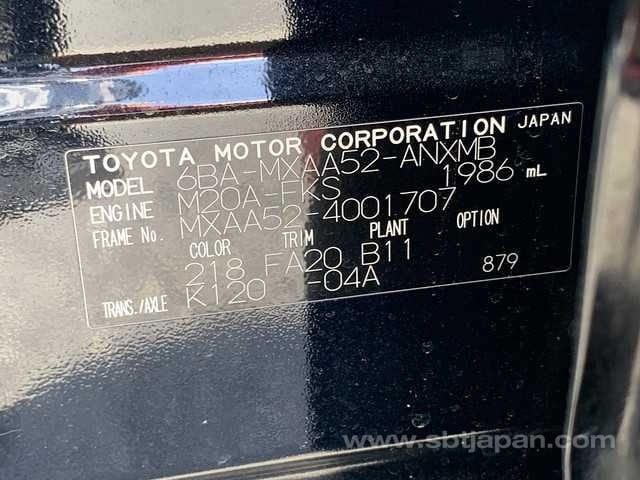 TOYOTA MOTOR CORPORATION JAPAN
MODEL 6BA-MXAA52-ANXMB
ENGINE M20A-FKS 1986 mL
FRAME No. MXAA52-4001707
COLOR TRIM PLANT OPTION
218 FA20 B11
TRANS./AXLE K120 -04A 879
www.sbtjapan.com